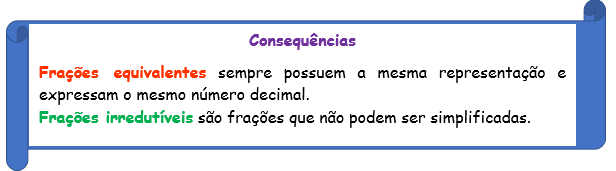 Consequências
Frações equivalentes sempre possuem a mesma representação e
expressam o mesmo número decimal.
Frações irredutíveis são frações que não podem ser simplificadas.